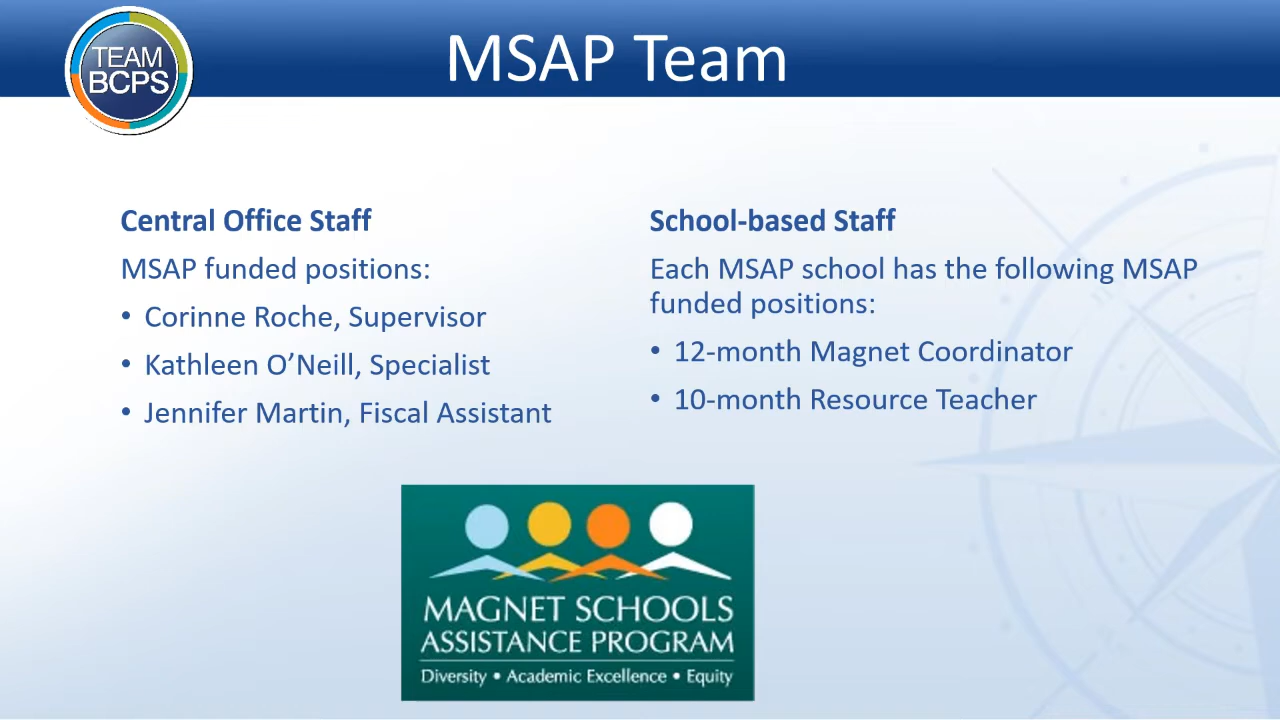 TEAM
BCPS
MSAP Team
Central Office Staff
MSAP funded positions:
• Corinne Roche, Supervisor
• Kathleen O’Neill, Specialist
• Jennifer Martin, Fiscal Assistant
School-based Staff
Each MSAP school has the following MSAP
funded positions:
• 12-month Magnet Coordinator
• 10-month Resource Teacher
MAGNET SCHOOLS
ASSISTANCE PROGRAM
Diversity • Academic Excellence • Equity